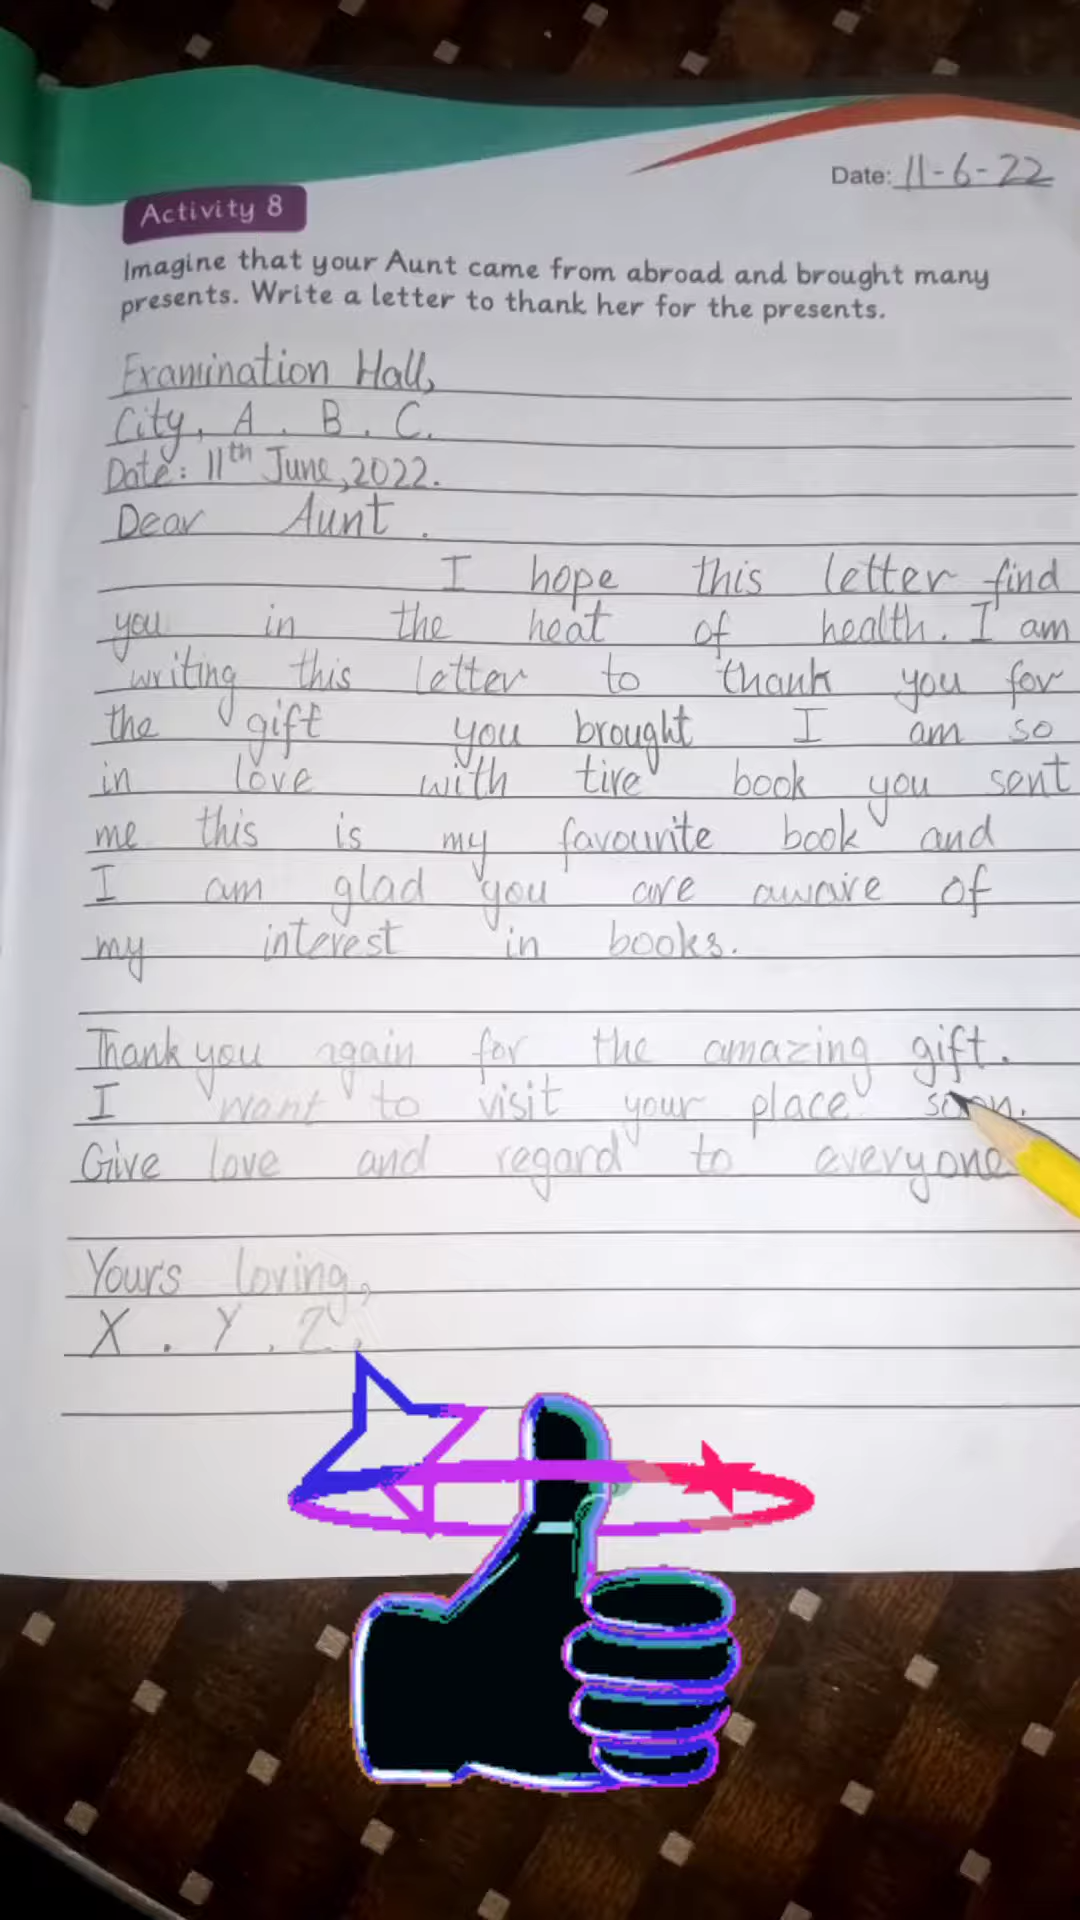 Date: 11-6-22
Activity 8
Imagine that your Aunt came from abroad and brought many
presents. Write a letter to thank her for the presents.
Examination Hall,
City, A . B . C.
Date: 11th June, 2022.
Dear Aunt .
I hope this letter find
you in the heat of health. I am
writing this letter to thank you for
the gift you brought I am so
in love with tire book you sent
me this is my favourite book and
I am glad you are aware of
my interest in books.
Thank you again for the amazing gift.
I want to visit your place soon.
Give love and regard to everyone
Your's loving,
X . Y . Z .